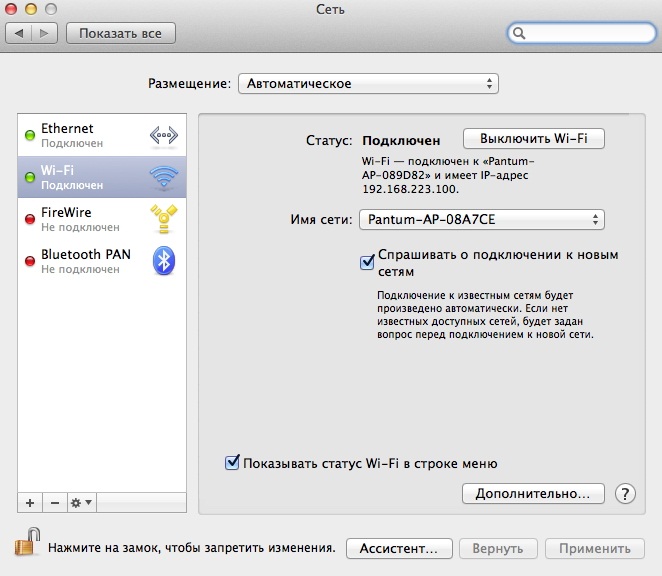 Сеть
Показать все
Размещение: Автоматическое
Ethernet
Подключен
Wi-Fi
Подключен
FireWire
Не подключен
Bluetooth PAN
Не подключен
Статус: Подключен Выключить Wi-Fi
Wi-Fi — подключен к «Pantum-
AP-089D82» и имеет IP-адрес
192.168.223.100.
Имя сети: Pantum-AP-08A7CE
Спрашивать о подключении к новым
сетям
Подключение к известным сетям будет
произведено автоматически. Если нет
известных доступных сетей, будет задан
вопрос перед подключением к новой сети.
Показывать статус Wi-Fi в строке меню
Дополнительно... ?
Нажмите на замок, чтобы запретить изменения. Ассистент... Вернуть Применить